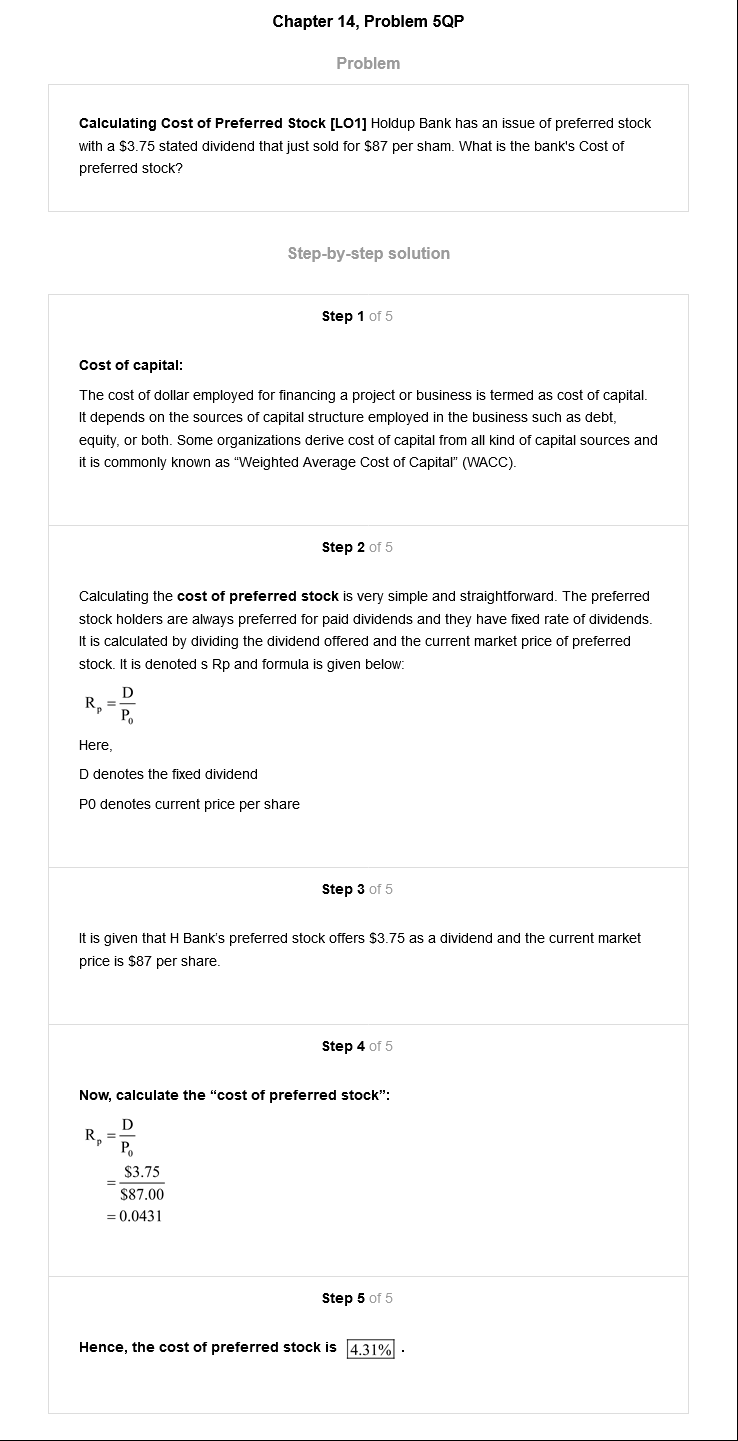 Chapter 14, Problem 5QP
Problem
Calculating Cost of Preferred Stock [LO1] Holdup Bank has an issue of preferred stock
with a $3.75 stated dividend that just sold for $87 per sham. What is the bank's Cost of
preferred stock?
Step-by-step solution
Step 1 of 5
Cost of capital:
The cost of dollar employed for financing a project or business is termed as cost of capital.
It depends on the sources of capital structure employed in the business such as debt,
equity, or both. Some organizations derive cost of capital from all kind of capital sources and
it is commonly known as “Weighted Average Cost of Capital” (WACC).
Step 2 of 5
Calculating the cost of preferred stock is very simple and straightforward. The preferred
stock holders are always preferred for paid dividends and they have fixed rate of dividends.
It is calculated by dividing the dividend offered and the current market price of preferred
stock. It is denoted s Rp and formula is given below:
R_p = D/P_0
Here,
D denotes the fixed dividend
P0 denotes current price per share
Step 3 of 5
It is given that H Bank’s preferred stock offers $3.75 as a dividend and the current market
price is $87 per share.
Step 4 of 5
Now, calculate the “cost of preferred stock”:
R_p = D/P_0
= $3.75/$87.00
= 0.0431
Step 5 of 5
Hence, the cost of preferred stock is 4.31% .